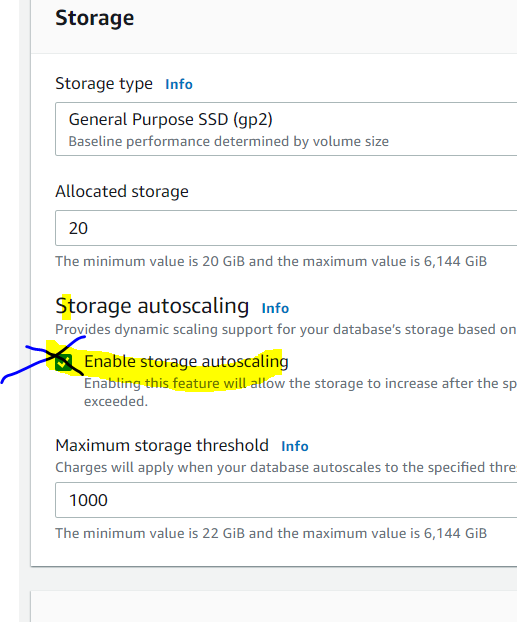 Storage
Storage type Info
General Purpose SSD (gp2)
Baseline performance determined by volume size
Allocated storage
20
The minimum value is 20 GiB and the maximum value is 6,144 GiB
Storage autoscaling Info
Provides dynamic scaling support for your database's storage based on
Enable storage autoscaling
Enabling this feature will allow the storage to increase after the sp
exceeded.
Maximum storage threshold Info
Charges will apply when your database autoscales to the specified thre
1000
The minimum value is 22 GiB and the maximum value is 6,144 GiB